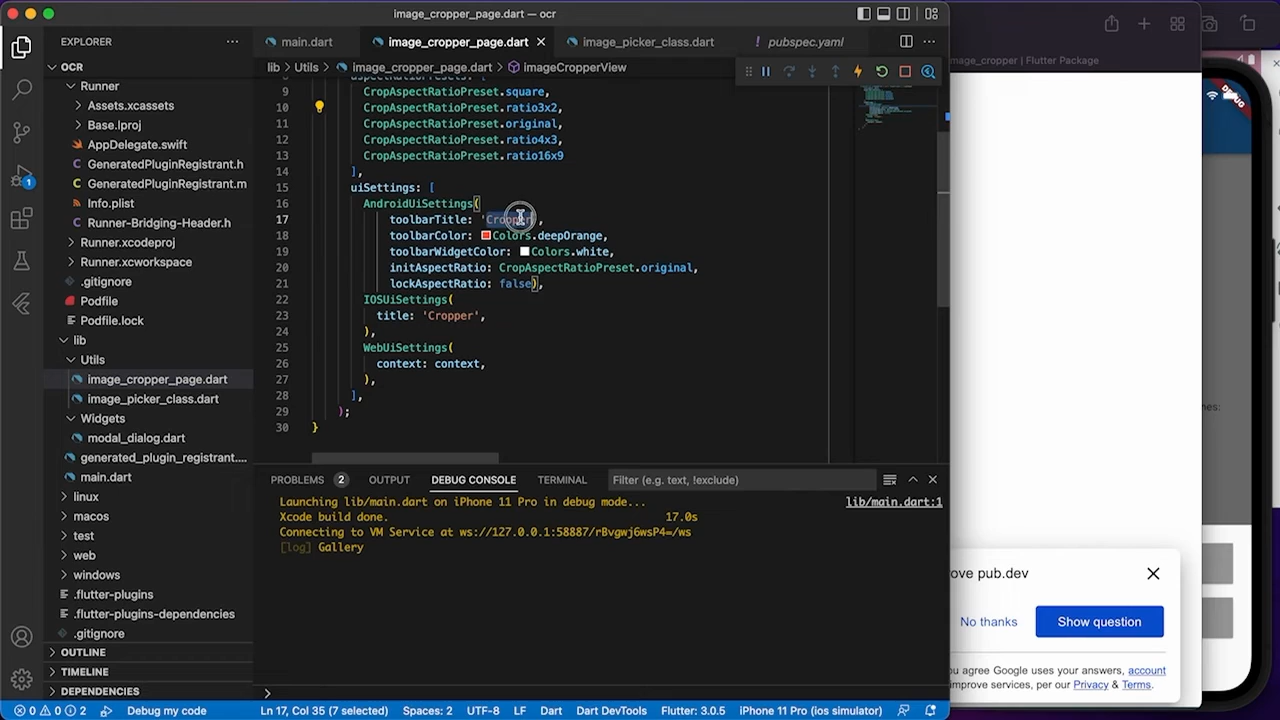 image_cropper_page.dart — ocr
EXPLORER
main.dart
image_cropper_page.dart
image_picker_class.dart
pubspec.yaml
image_cropper | Flutter Package
OCR
lib > Utils > image_cropper_page.dart > imageCropperView
Runner
Assets.xcassets
Base.lproj
AppDelegate.swift
GeneratedPluginRegistrant.h
GeneratedPluginRegistrant.m
Info.plist
Runner-Bridging-Header.h
Runner.xcodeproj
Runner.xcworkspace
.gitignore
Podfile
Podfile.lock
lib
Utils
image_cropper_page.dart
image_picker_class.dart
Widgets
modal_dialog.dart
generated_plugin_registrant....
main.dart
linux
macos
test
web
windows
.flutter-plugins
.flutter-plugins-dependencies
.gitignore
OUTLINE
TIMELINE
DEPENDENCIES
1
8 aspectRatioPresets: [
9 CropAspectRatioPreset.square,
10 CropAspectRatioPreset.ratio3x2,
11 CropAspectRatioPreset.original,
12 CropAspectRatioPreset.ratio4x3,
13 CropAspectRatioPreset.ratio16x9
14 ],
15 uiSettings: [
16 AndroidUiSettings(
17 toolbarTitle: 'Cropper',
18 toolbarColor: Colors.deepOrange,
19 toolbarWidgetColor: Colors.white,
20 initAspectRatio: CropAspectRatioPreset.original,
21 lockAspectRatio: false),
22 IOSUiSettings(
23 title: 'Cropper',
24 ),
25 WebUiSettings(
26 context: context,
27 ),
28 ],
29 );
30 }
PROBLEMS 2 OUTPUT DEBUG CONSOLE TERMINAL Filter (e.g. text, !exclude)
Launching lib/main.dart on iPhone 11 Pro in debug mode... lib/main.dart:1
Xcode build done. 17.0s
Connecting to VM Service at ws://127.0.0.1:58887/rBvgwj6wsP4=/ws
[log] Gallery
DEBUG
nes:
ove pub.dev
No thanks
Show question
ou agree Google uses your answers, account
improve services, per our Privacy & Terms.
0 0 2 Debug my code Ln 17, Col 35 (7 selected) Spaces: 2 UTF-8 LF Dart Dart DevTools Flutter: 3.0.5 iPhone 11 Pro (ios simulator)